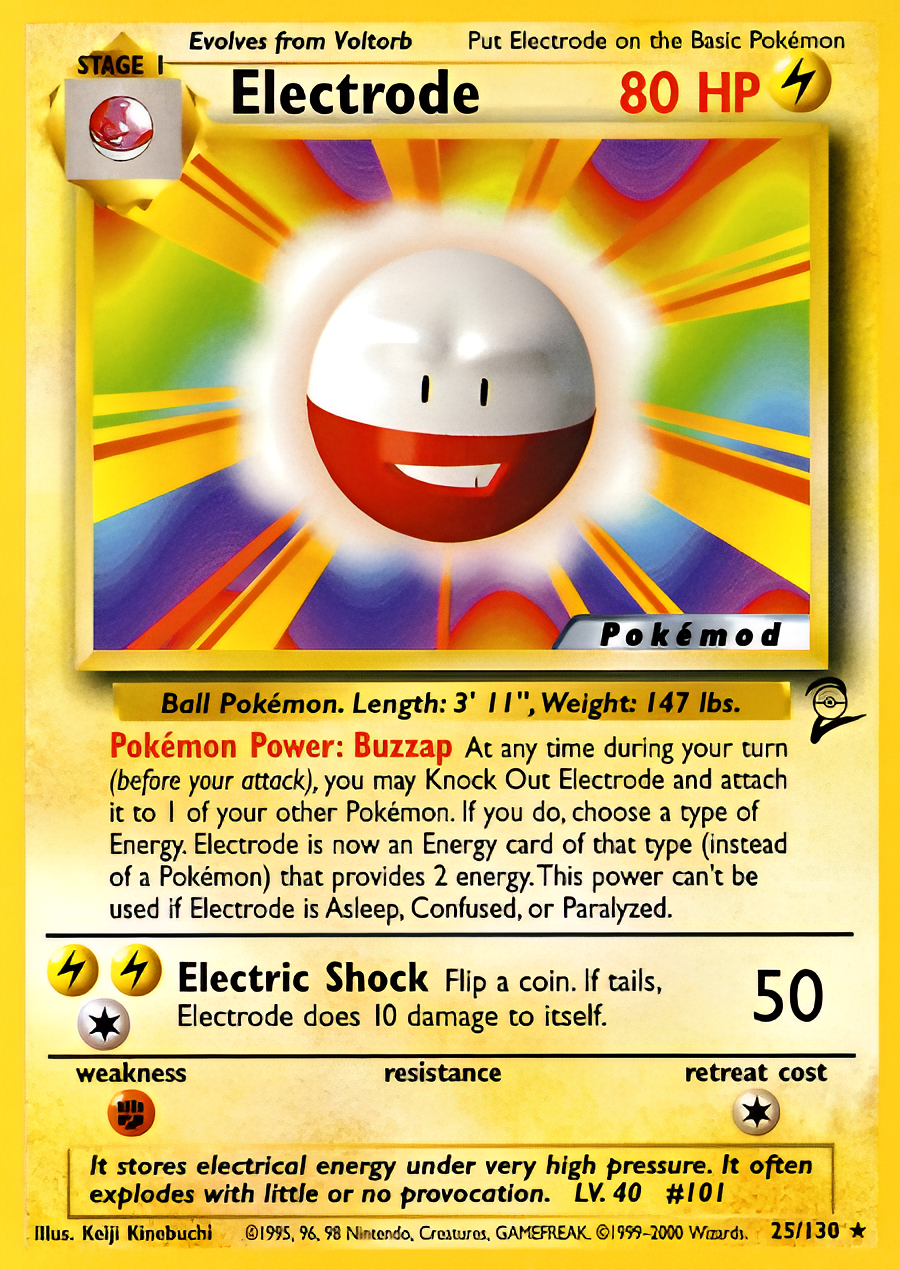 Evolves from Voltorb Put Electrode on the Basic Pokémon
STAGE 1
Electrode 80 HP
Pokémod
Ball Pokémon. Length: 3' 11", Weight: 147 lbs.
Pokémon Power: Buzzap At any time during your turn
(before your attack), you may Knock Out Electrode and attach
it to 1 of your other Pokémon. If you do, choose a type of
Energy. Electrode is now an Energy card of that type (instead
of a Pokémon) that provides 2 energy. This power can't be
used if Electrode is Asleep, Confused, or Paralyzed.
Electric Shock Flip a coin. If tails,
Electrode does 10 damage to itself.
50
weakness resistance retreat cost
It stores electrical energy under very high pressure. It often
explodes with little or no provocation. LV. 40 #101
Illus. Keiji Kinebuchi ©1995, 96, 98 Nintendo, Creatures, GAMEFREAK. ©1999-2000 Wizards. 25/130 ★